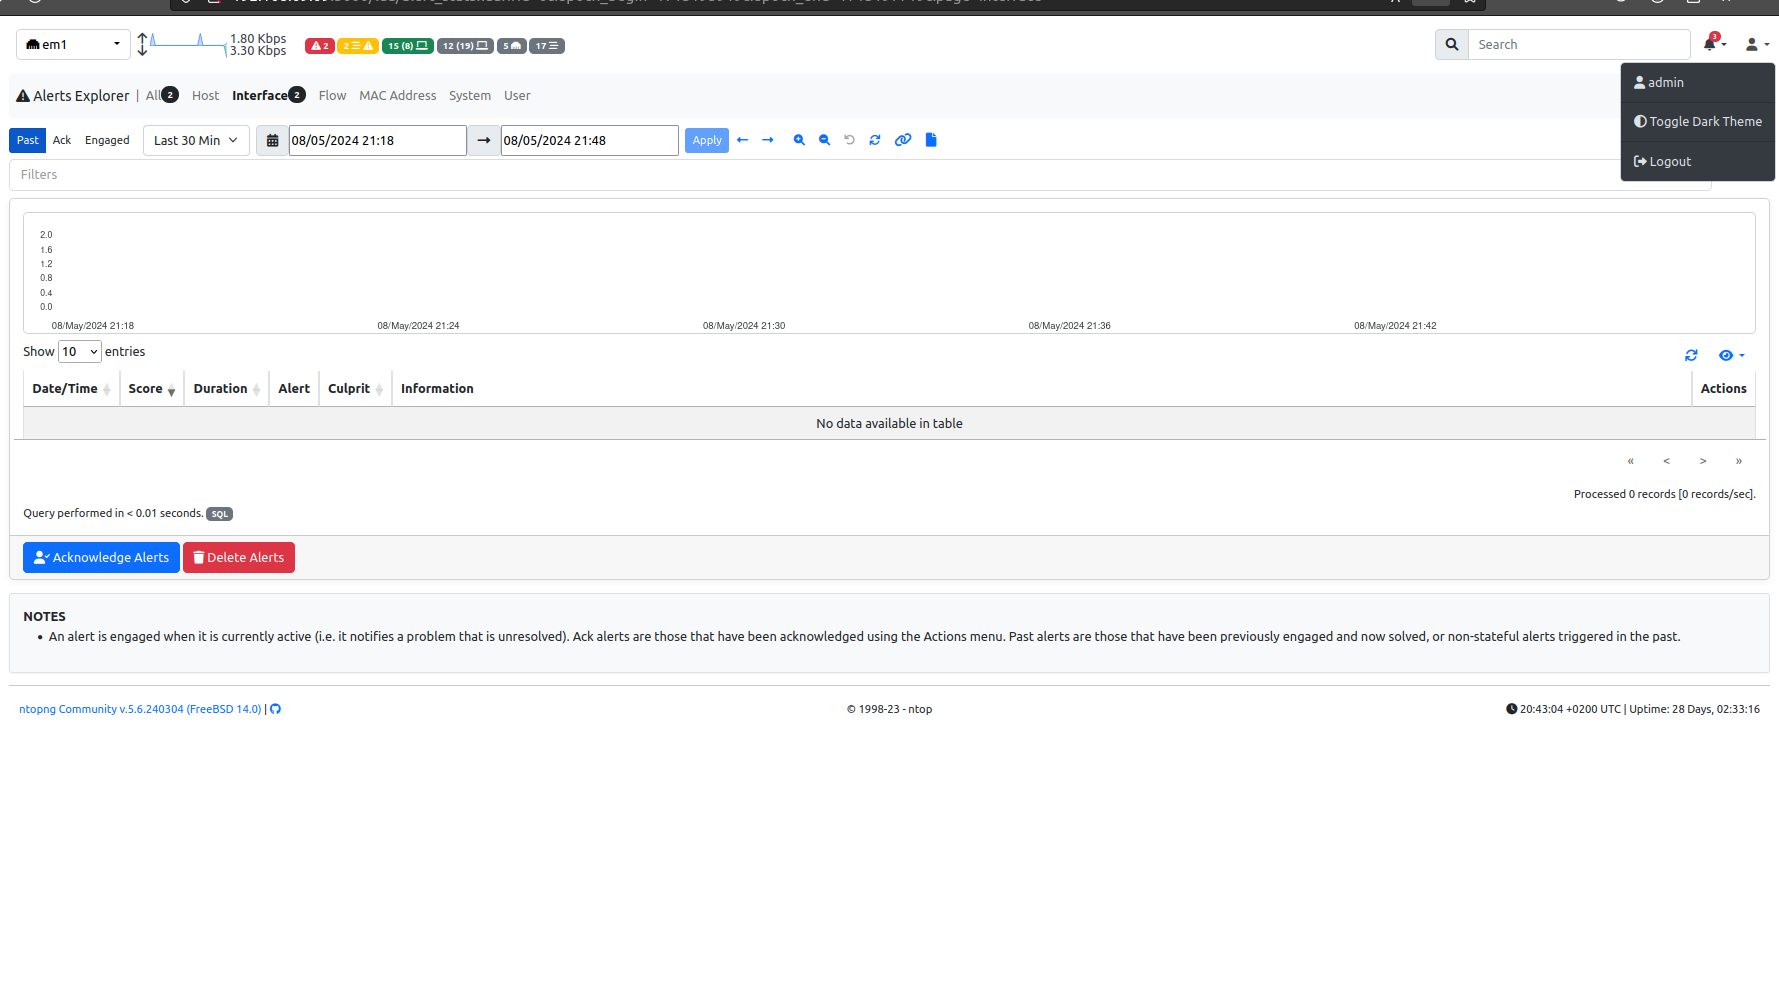 em1
1.80 Kbps
3.30 Kbps
2
2
15 (8)
12 (19)
5
17
Search
3
admin
Toggle Dark Theme
Logout
Alerts Explorer | All 2 Host Interface 2 Flow MAC Address System User
Past Ack Engaged Last 30 Min 08/05/2024 21:18 → 08/05/2024 21:48 Apply ← →
Filters
2.0
1.6
1.2
0.8
0.4
0.0
08/May/2024 21:18 08/May/2024 21:24 08/May/2024 21:30 08/May/2024 21:36 08/May/2024 21:42
Show 10 entries
Date/Time Score Duration Alert Culprit Information Actions
No data available in table
« < > »
Processed 0 records [0 records/sec].
Query performed in < 0.01 seconds. SQL
Acknowledge Alerts Delete Alerts
NOTES
• An alert is engaged when it is currently active (i.e. it notifies a problem that is unresolved). Ack alerts are those that have been acknowledged using the Actions menu. Past alerts are those that have been previously engaged and now solved, or non-stateful alerts triggered in the past.
ntopng Community v.5.6.240304 (FreeBSD 14.0) |
© 1998-23 - ntop
20:43:04 +0200 UTC | Uptime: 28 Days, 02:33:16